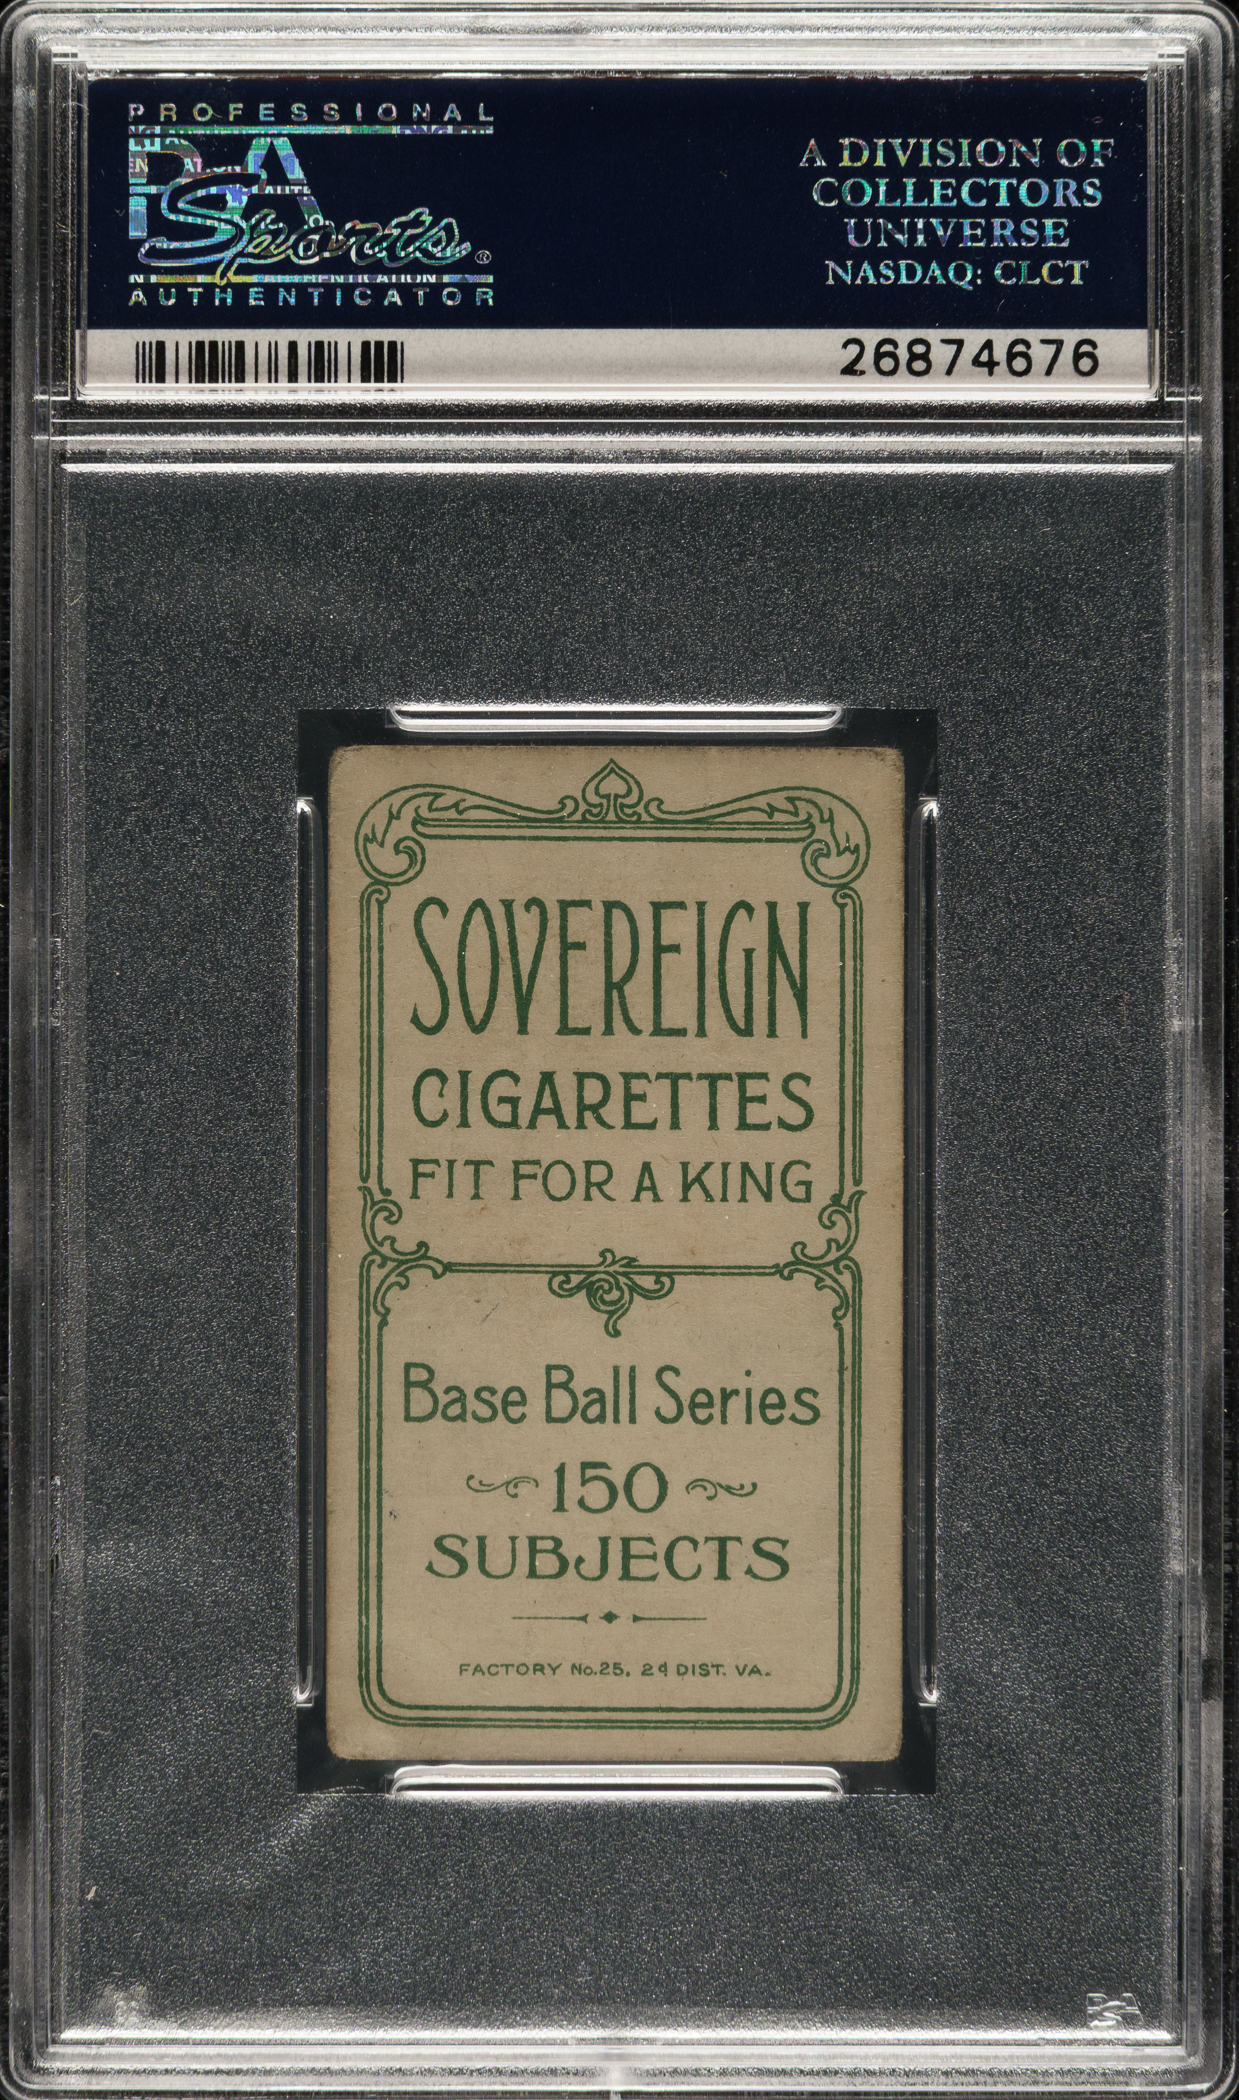 PROFESSIONAL
PSA
Sports®
AUTHENTICATOR
A DIVISION OF
COLLECTORS
UNIVERSE
NASDAQ: CLCT
26874676
SOVEREIGN
CIGARETTES
FIT FOR A KING
Base Ball Series
150
SUBJECTS
FACTORY No.25, 2d DIST. VA.
PSA